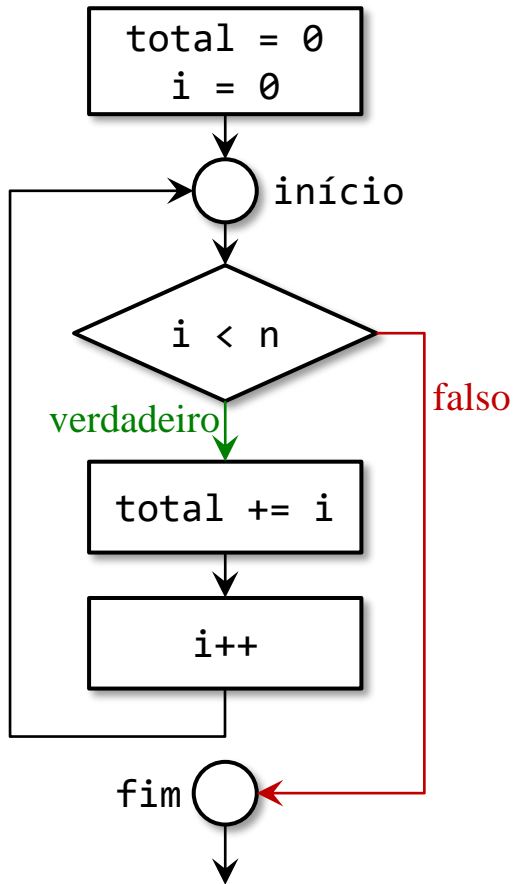 total = 0
i = 0
início
i < n
verdadeiro
falso
total += i
i++
fim